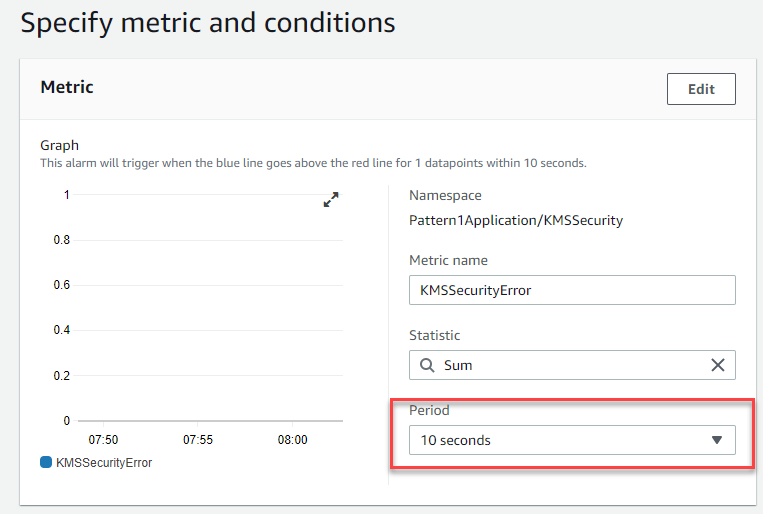 Specify metric and conditions
Metric
Edit
Graph
This alarm will trigger when the blue line goes above the red line for 1 datapoints within 10 seconds.
1
0.8
0.6
0.4
0.2
0
07:50 07:55 08:00
KMSSecurityError
Namespace
Pattern1Application/KMSSecurity
Metric name
KMSSecurityError
Statistic
Sum
Period
10 seconds